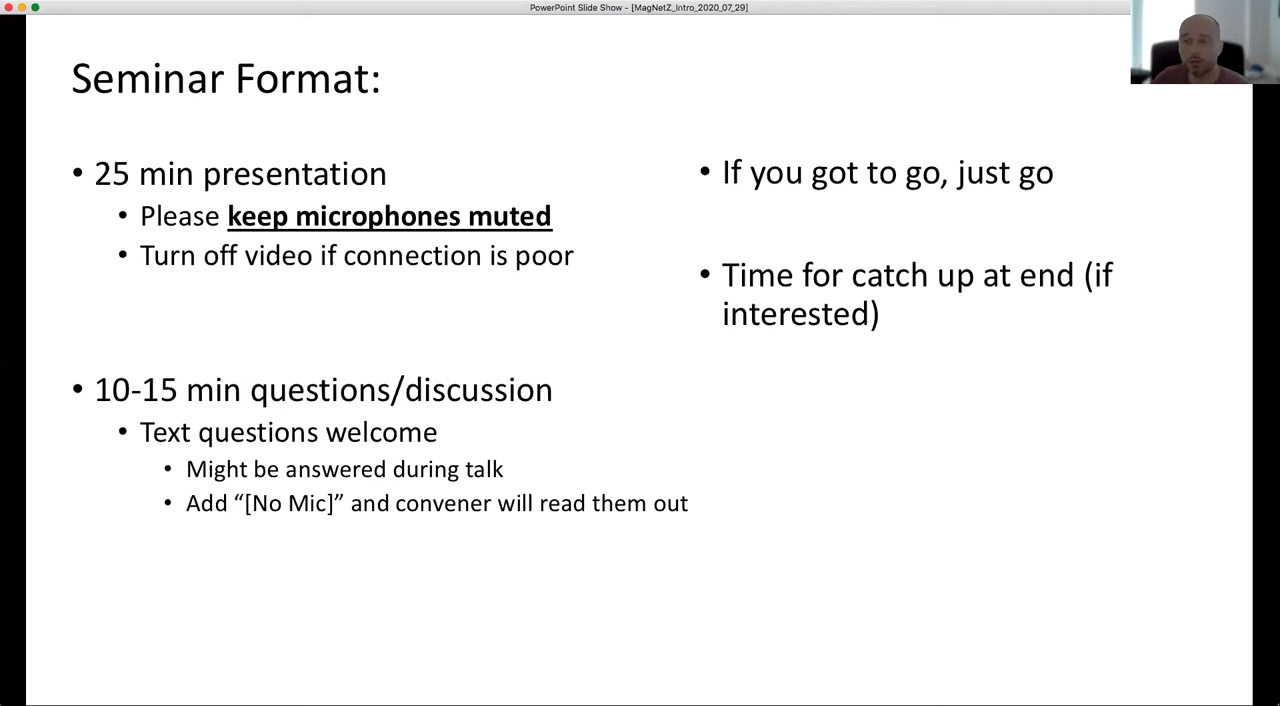 PowerPoint Slide Show - [MagNetZ_Intro_2020_07_29]
Seminar Format:
• 25 min presentation
• Please keep microphones muted
• Turn off video if connection is poor
• 10-15 min questions/discussion
• Text questions welcome
• Might be answered during talk
• Add “[No Mic]” and convener will read them out
• If you got to go, just go
• Time for catch up at end (if
interested)